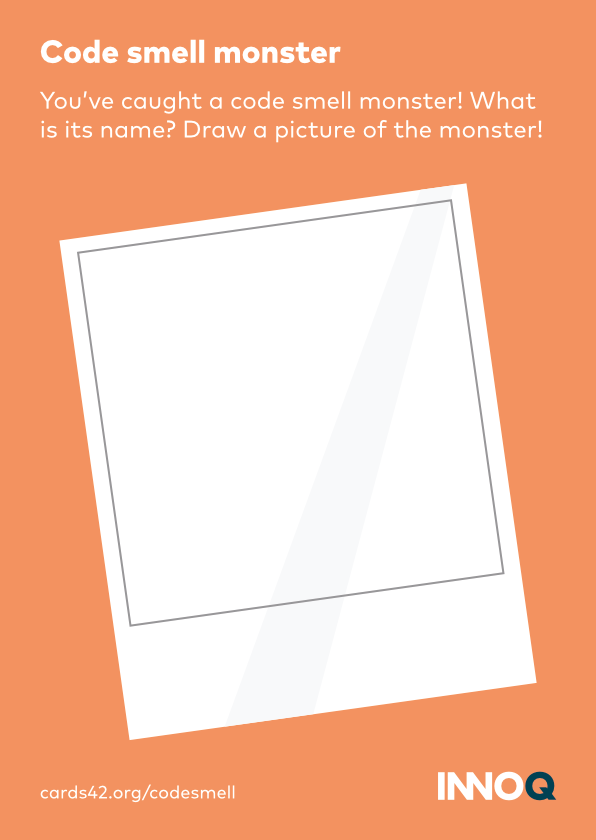 Code smell monster
You’ve caught a code smell monster! What
is its name? Draw a picture of the monster!
cards42.org/codesmell
INNOQ